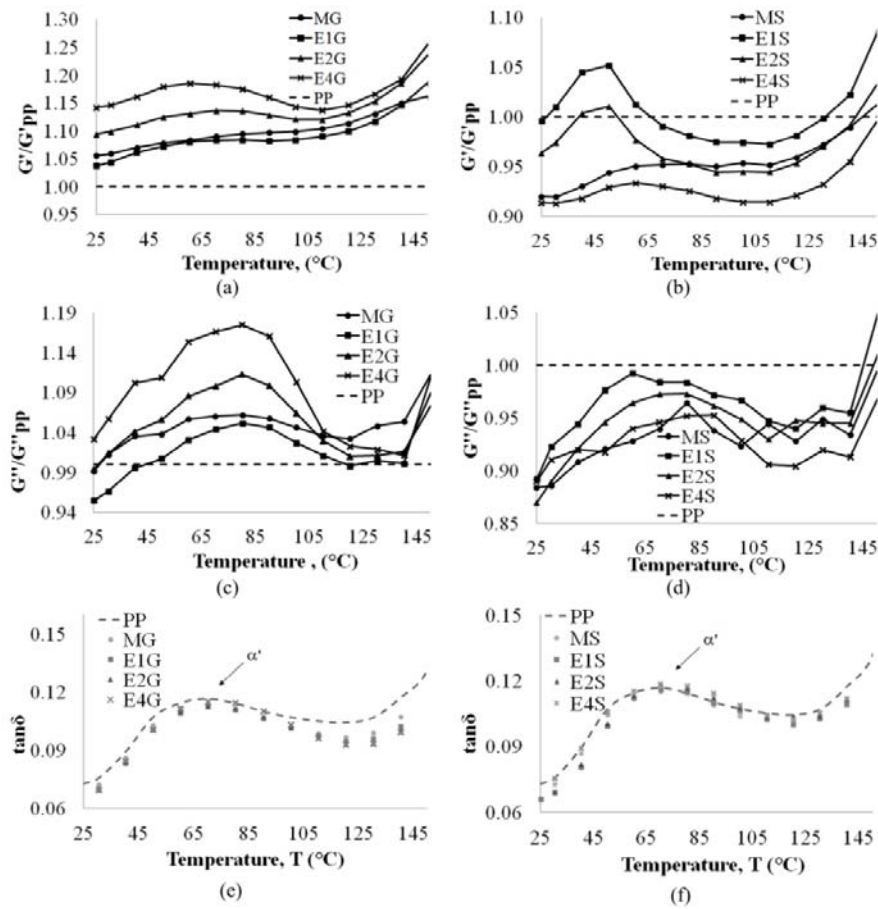 1.30
1.25
1.20
1.15
1.10
1.05
1.00
0.95
G'/G'pp
MG
E1G
E2G
E4G
PP
25 45 65 85 105 125 145
Temperature, (°C)
(a)
1.10
1.05
1.00
0.95
0.90
G'/G'pp
MS
E1S
E2S
E4S
PP
25 45 65 85 105 125 145
Temperature, (°C)
(b)
1.19
1.14
1.09
1.04
0.99
0.94
G''/G''pp
MG
E1G
E2G
E4G
PP
25 45 65 85 105 125 145
Temperature , (°C)
(c)
1.05
1.00
0.95
0.90
0.85
G''/G''pp
MS
E1S
E2S
E4S
PP
25 45 65 85 105 125 145
Temperature, (°C)
(d)
0.15
0.12
0.09
0.06
tanδ
PP
MG
E1G
E2G
E4G
α'
25 45 65 85 105 125 145
Temperature, T (°C)
(e)
0.15
0.12
0.09
0.06
tanδ
PP
MS
E1S
E2S
E4S
α'
25 45 65 85 105 125 145
Temperature, T (°C)
(f)